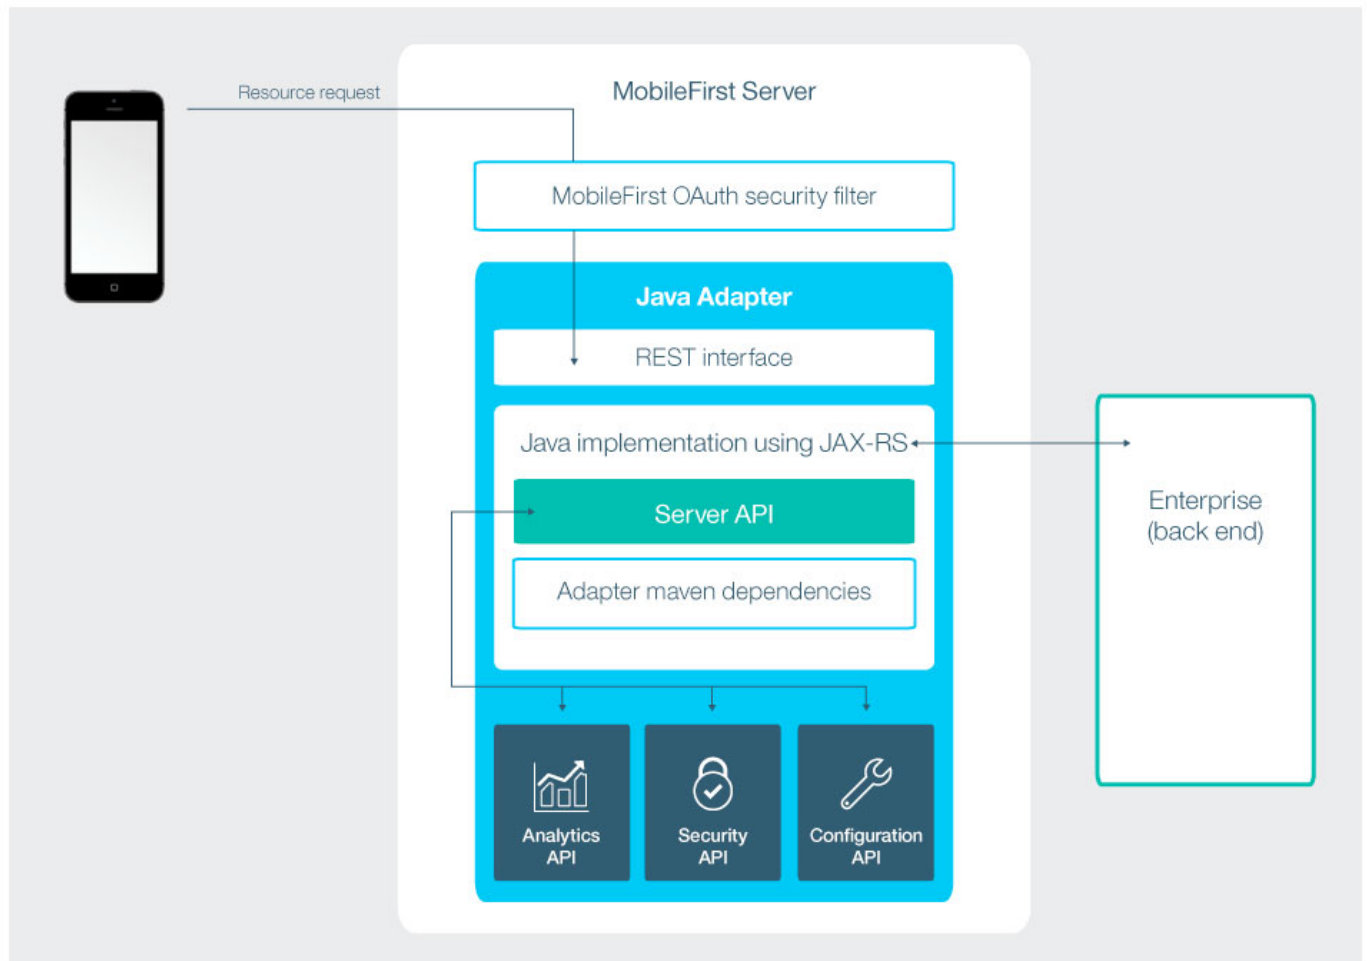 Resource request
MobileFirst Server
MobileFirst OAuth security filter
Java Adapter
REST interface
Java implementation using JAX-RS
Server API
Adapter maven dependencies
Enterprise
(back end)
Analytics
API
Security
API
Configuration
API